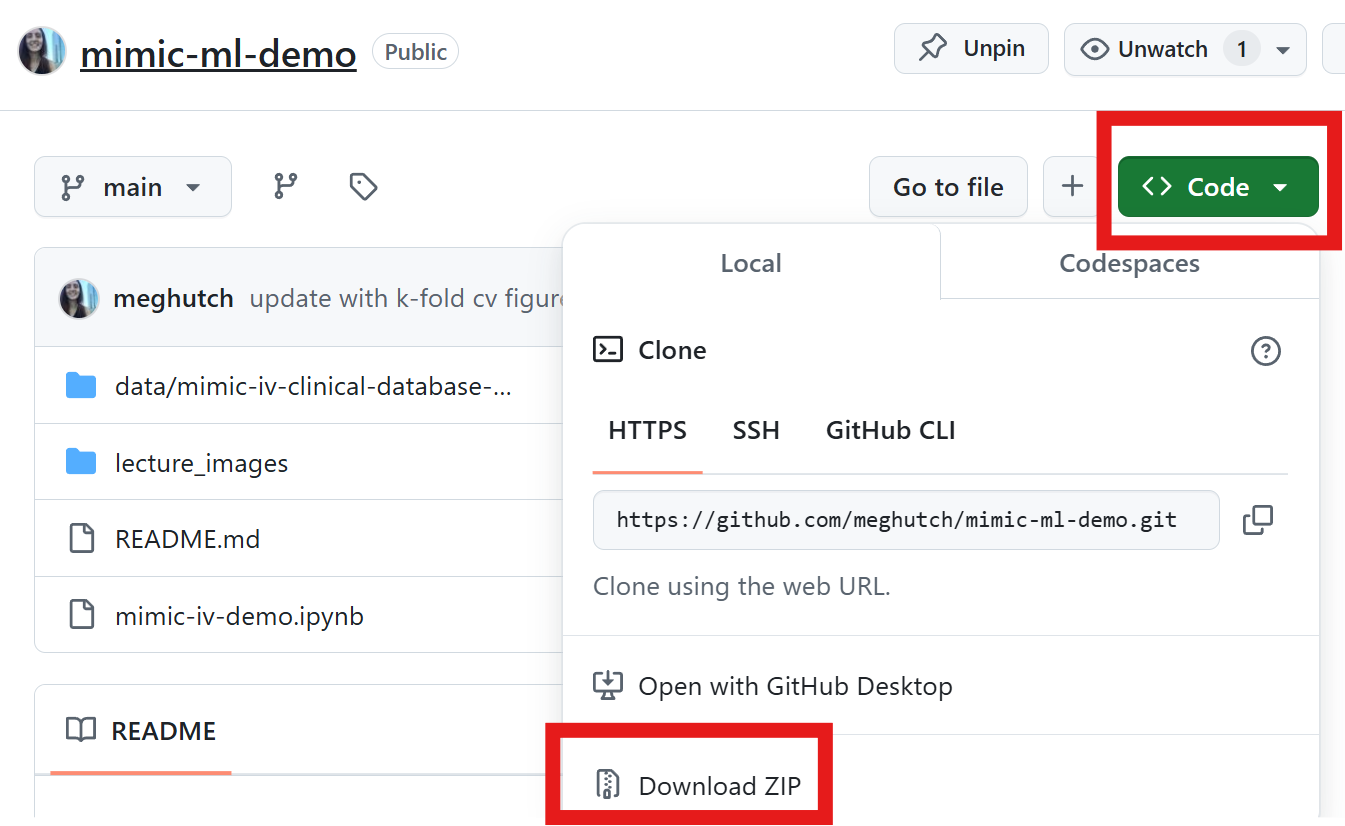 mimic-ml-demo Public Unpin Unwatch 1
main Go to file Code
Local Codespaces
meghutch update with k-fold cv figur
Clone
data/mimic-iv-clinical-database-...
HTTPS SSH GitHub CLI
lecture_images
https://github.com/meghutch/mimic-ml-demo.git
README.md
Clone using the web URL.
mimic-iv-demo.ipynb
Open with GitHub Desktop
README
Download ZIP